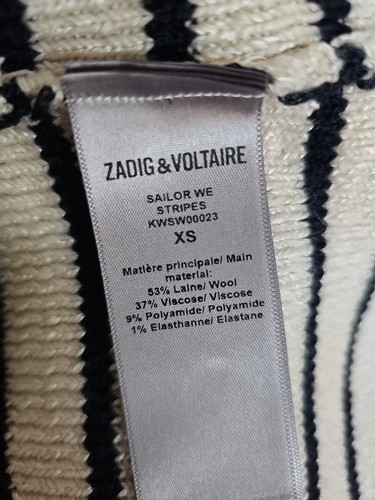 ZADIG & VOLTAIRE
SAILOR WE
STRIPES
KWSW00023
XS
Matière principale/ Main
material:
53% Laine/ Wool
37% Viscose/ Viscose
9% Polyamide/ Polyamide
1% Elasthanne/ Elastane